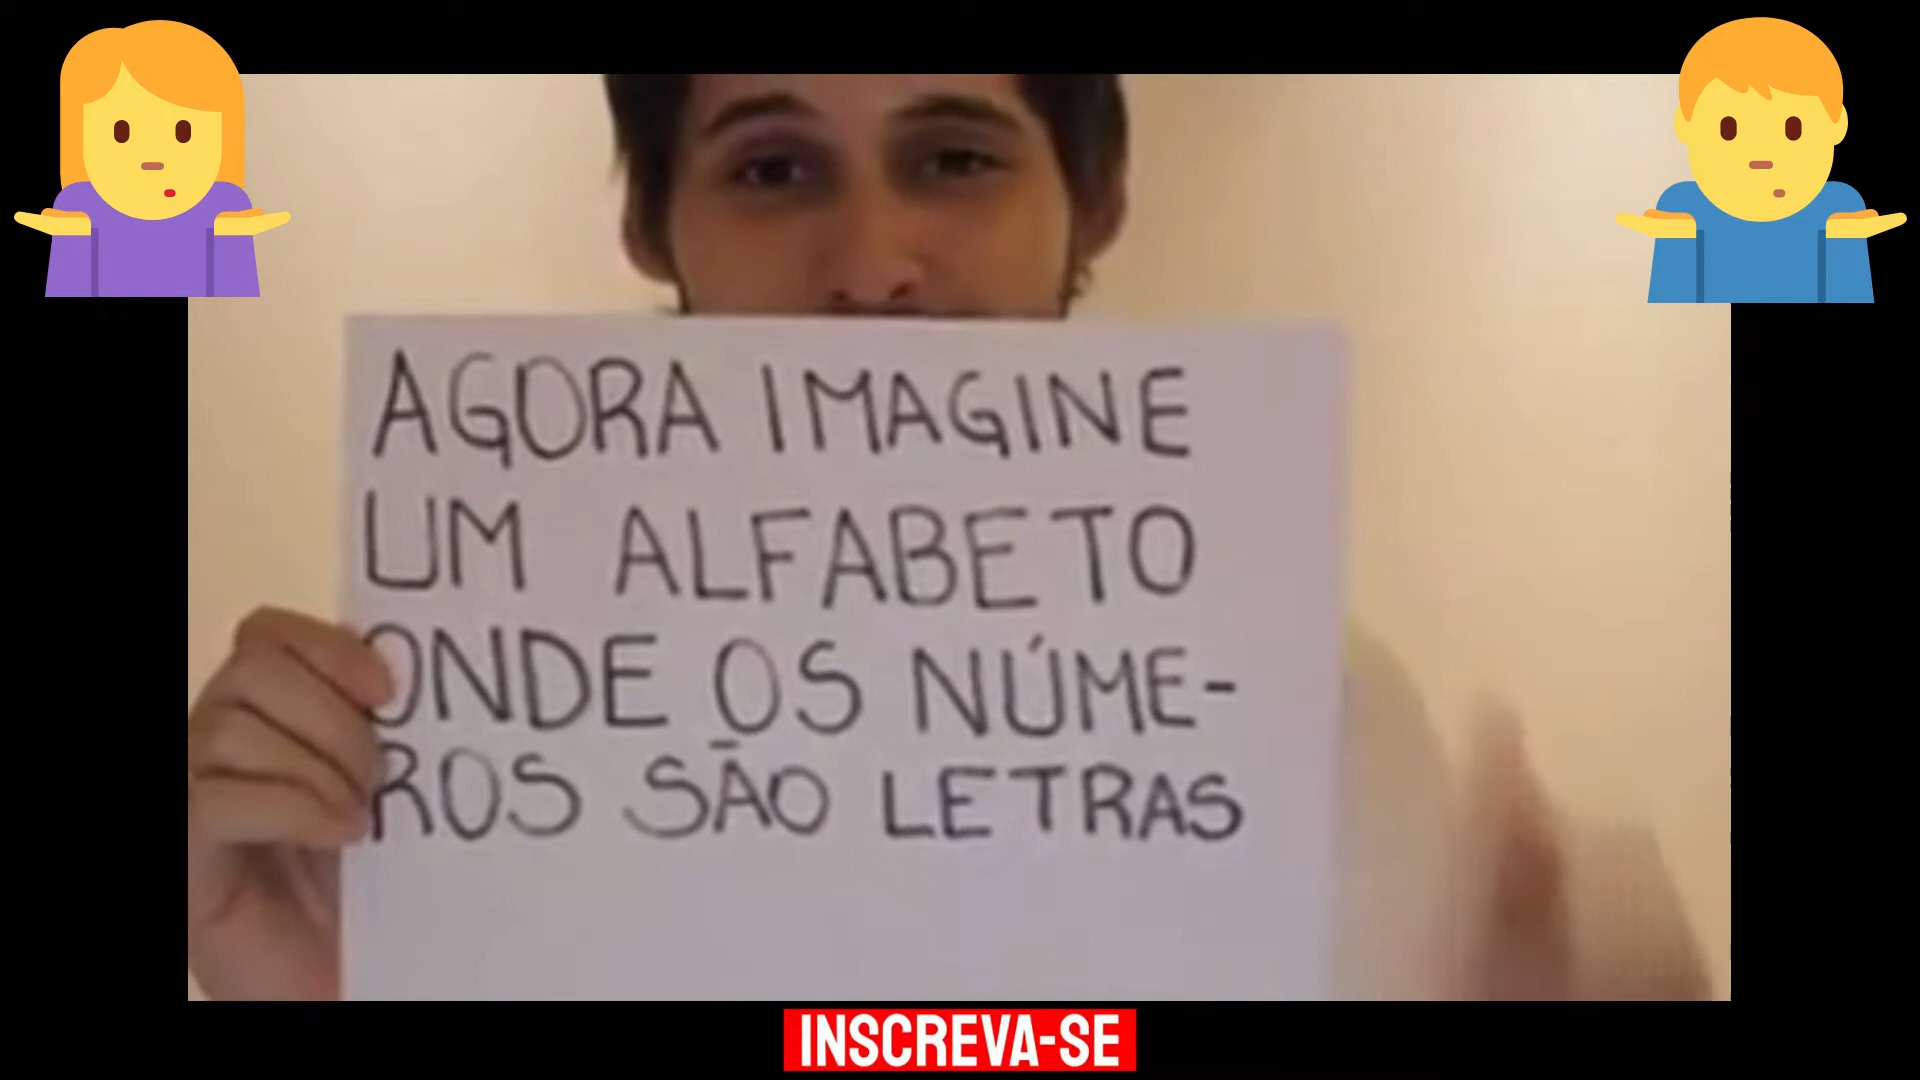 AGORA IMAGINE
UM ALFABETO
ONDE OS NÚME-
ROS SÃO LETRAS
INSCREVA-SE